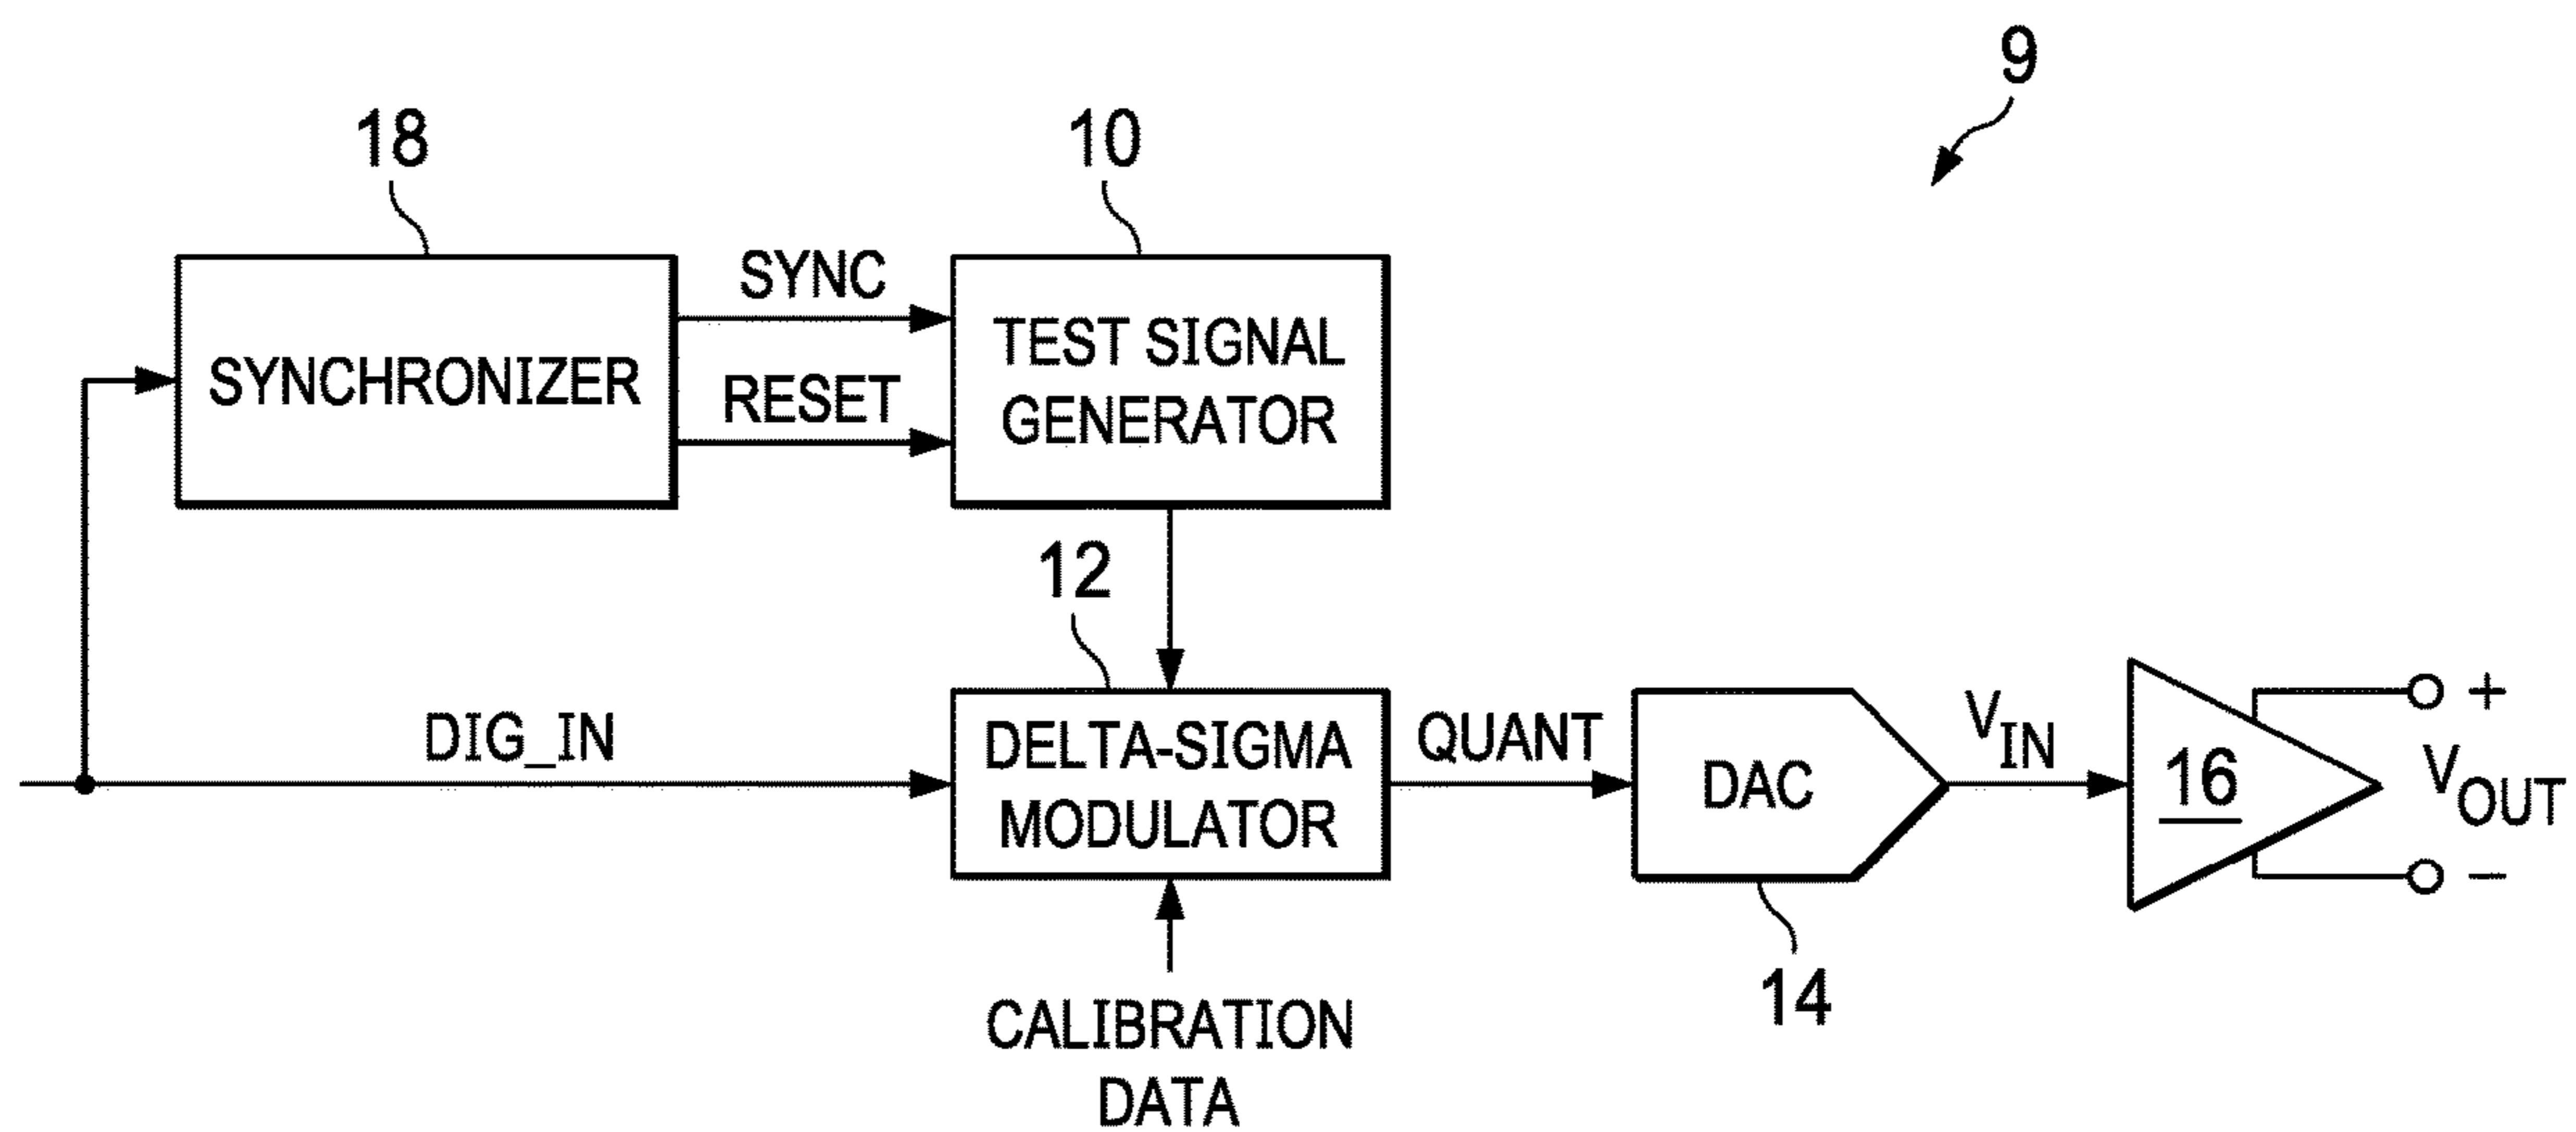 9
18
10
SYNC
SYNCHRONIZER
RESET
TEST SIGNAL
GENERATOR
12
DIG_IN
DELTA-SIGMA
MODULATOR
QUANT
DAC
VIN
16
+
VOUT
−
14
CALIBRATION
DATA